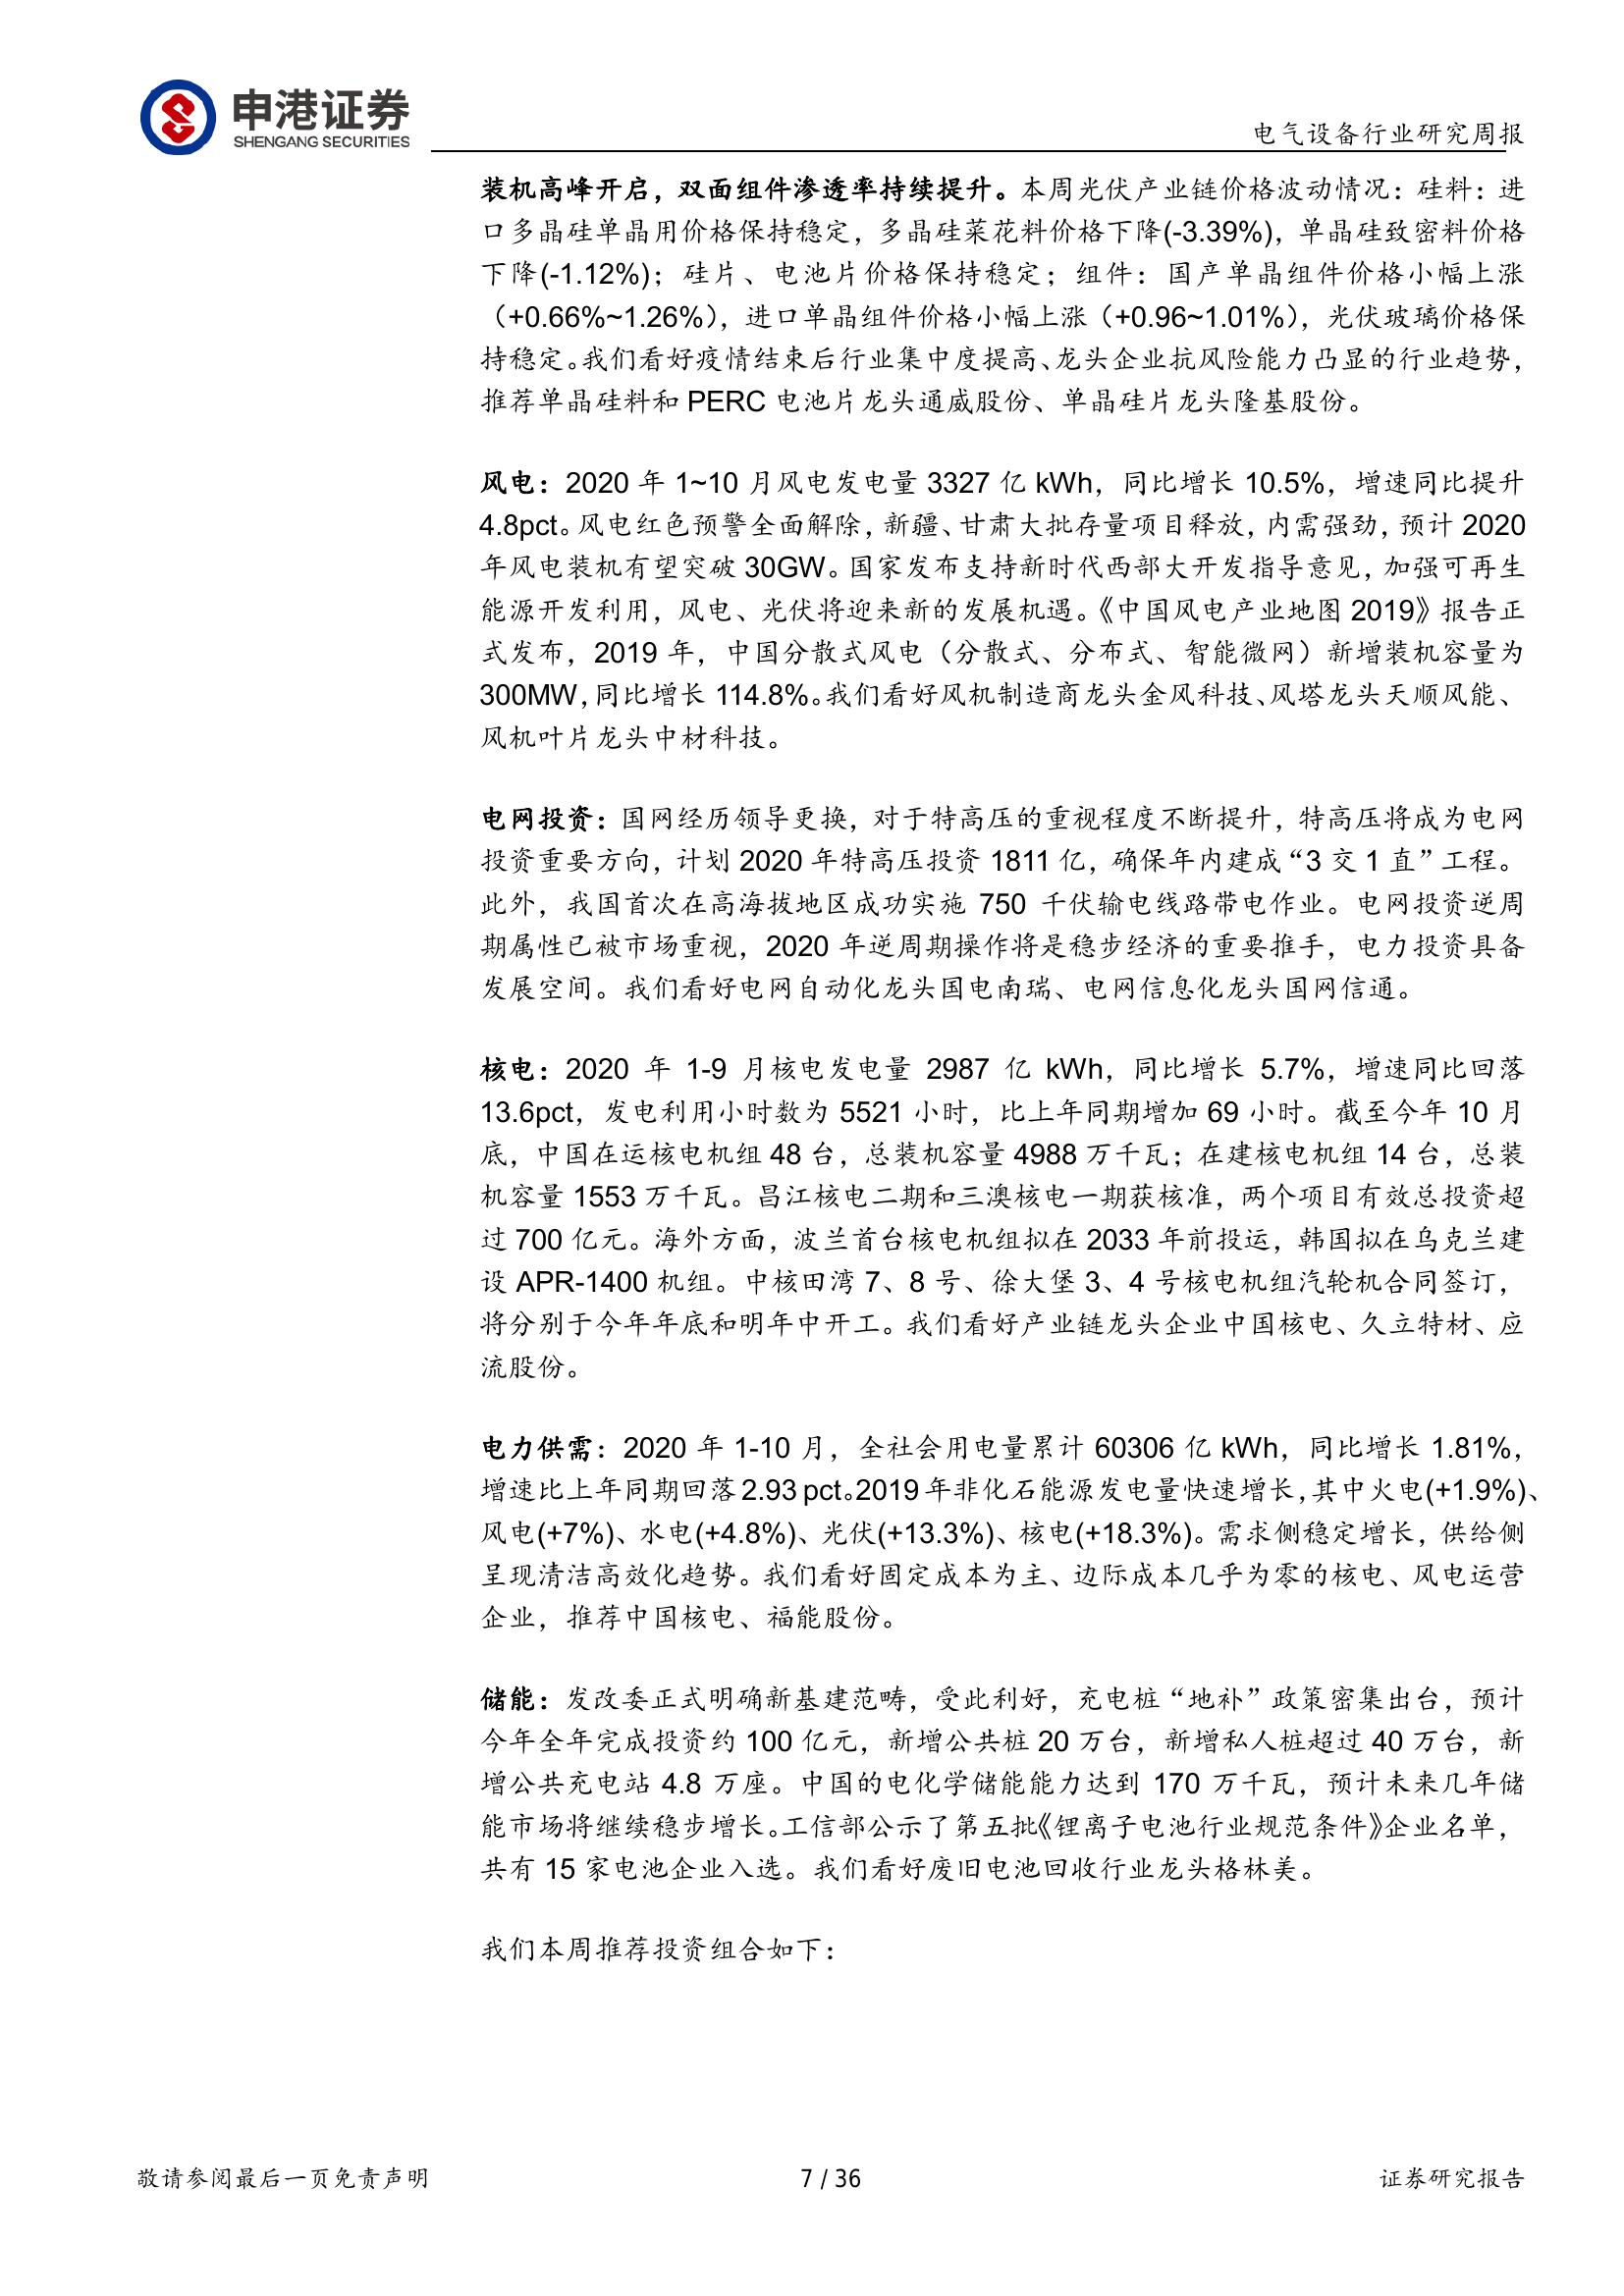 申港证券
SHENGANG SECURITIES
电气设备行业研究周报
装机高峰开启，双面组件渗透率持续提升。本周光伏产业链价格波动情况：硅料：进
口多晶硅单晶用价格保持稳定，多晶硅菜花料价格下降(-3.39%)，单晶硅致密料价格
下降(-1.12%)；硅片、电池片价格保持稳定；组件：国产单晶组件价格小幅上涨
（+0.66%~1.26%），进口单晶组件价格小幅上涨（+0.96~1.01%），光伏玻璃价格保
持稳定。我们看好疫情结束后行业集中度提高、龙头企业抗风险能力凸显的行业趋势，
推荐单晶硅料和 PERC 电池片龙头通威股份、单晶硅片龙头隆基股份。
风电：2020 年 1~10 月风电发电量 3327 亿 kWh，同比增长 10.5%，增速同比提升
4.8pct。风电红色预警全面解除，新疆、甘肃大批存量项目释放，内需强劲，预计 2020
年风电装机有望突破 30GW。国家发布支持新时代西部大开发指导意见，加强可再生
能源开发利用，风电、光伏将迎来新的发展机遇。《中国风电产业地图 2019》报告正
式发布，2019 年，中国分散式风电（分散式、分布式、智能微网）新增装机容量为
300MW，同比增长 114.8%。我们看好风机制造商龙头金风科技、风塔龙头天顺风能、
风机叶片龙头中材科技。
电网投资：国网经历领导更换，对于特高压的重视程度不断提升，特高压将成为电网
投资重要方向，计划 2020 年特高压投资 1811 亿，确保年内建成“3 交 1 直”工程。
此外，我国首次在高海拔地区成功实施 750 千伏输电线路带电作业。电网投资逆周
期属性已被市场重视，2020 年逆周期操作将是稳步经济的重要推手，电力投资具备
发展空间。我们看好电网自动化龙头国电南瑞、电网信息化龙头国网信通。
核电：2020 年 1-9 月核电发电量 2987 亿 kWh，同比增长 5.7%，增速同比回落
13.6pct，发电利用小时数为 5521 小时，比上年同期增加 69 小时。截至今年 10 月
底，中国在运核电机组 48 台，总装机容量 4988 万千瓦；在建核电机组 14 台，总装
机容量 1553 万千瓦。昌江核电二期和三澳核电一期获核准，两个项目有效总投资超
过 700 亿元。海外方面，波兰首台核电机组拟在 2033 年前投运，韩国拟在乌克兰建
设 APR-1400 机组。中核田湾 7、8 号、徐大堡 3、4 号核电机组汽轮机合同签订，
将分别于今年年底和明年中开工。我们看好产业链龙头企业中国核电、久立特材、应
流股份。
电力供需：2020 年 1-10 月，全社会用电量累计 60306 亿 kWh，同比增长 1.81%，
增速比上年同期回落 2.93 pct。2019 年非化石能源发电量快速增长，其中火电(+1.9%)、
风电(+7%)、水电(+4.8%)、光伏(+13.3%)、核电(+18.3%)。需求侧稳定增长，供给侧
呈现清洁高效化趋势。我们看好固定成本为主、边际成本几乎为零的核电、风电运营
企业，推荐中国核电、福能股份。
储能：发改委正式明确新基建范畴，受此利好，充电桩“地补”政策密集出台，预计
今年全年完成投资约 100 亿元，新增公共桩 20 万台，新增私人桩超过 40 万台，新
增公共充电站 4.8 万座。中国的电化学储能能力达到 170 万千瓦，预计未来几年储
能市场将继续稳步增长。工信部公示了第五批《锂离子电池行业规范条件》企业名单，
共有 15 家电池企业入选。我们看好废旧电池回收行业龙头格林美。
我们本周推荐投资组合如下：
敬请参阅最后一页免责声明
7 / 36
证券研究报告